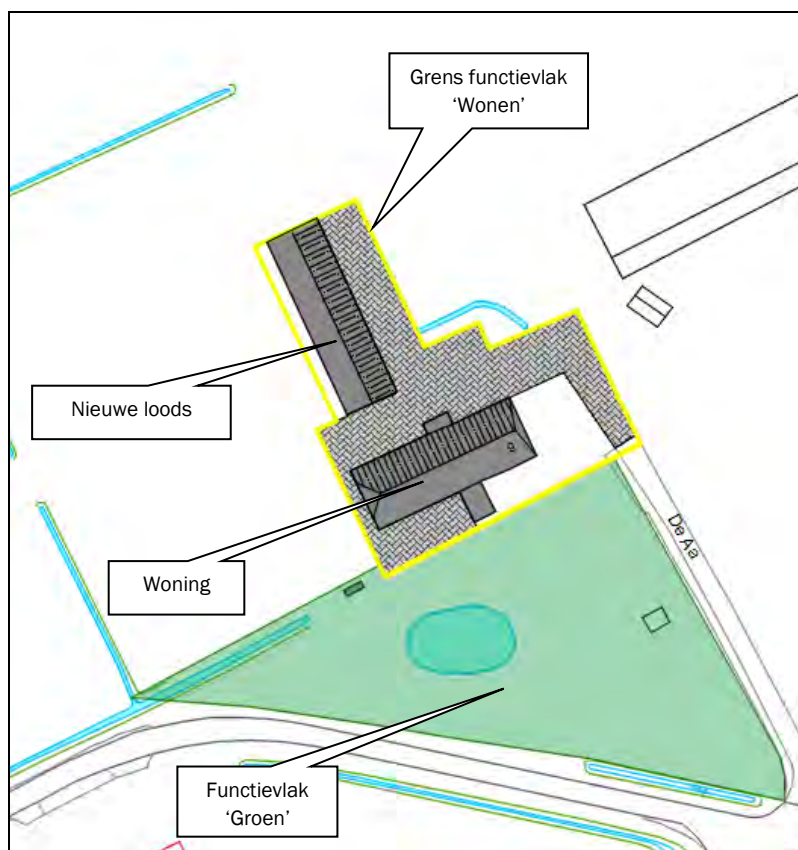 Grens functievlak
‘Wonen’
Nieuwe loods
Woning
De Aa
Functievlak
‘Groen’